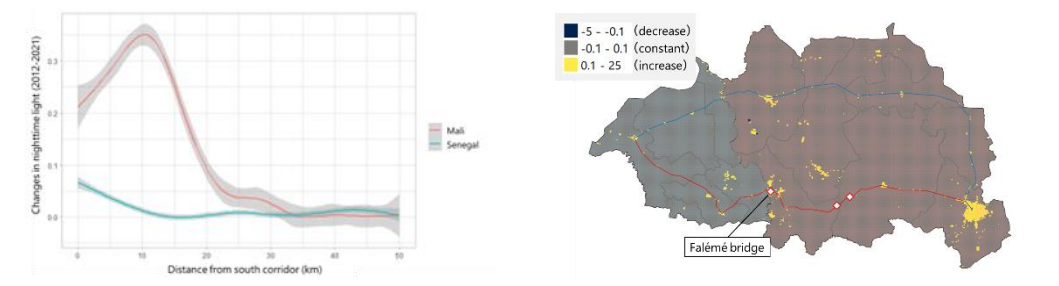 Changes in nighttime light (2012-2021)
0.3
0.2
0.1
0.0
0
10
20
30
40
50
Distance from south corridor (km)
Mali
Senegal
-5 - -0.1 (decrease)
-0.1 - 0.1 (constant)
0.1 - 25 (increase)
Falémé bridge